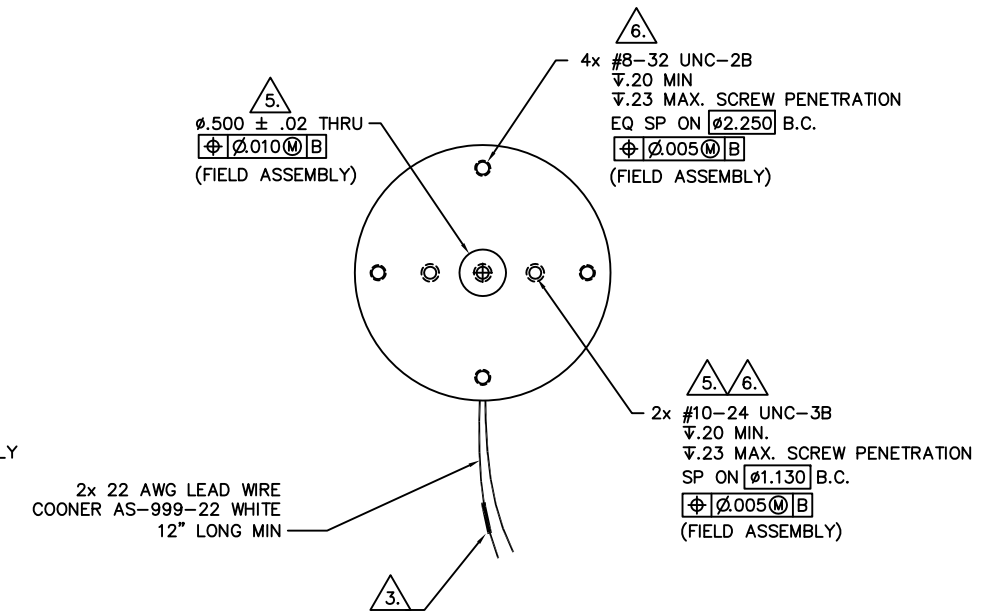 6.
4x #8-32 UNC-2B
↧.20 MIN
↧.23 MAX. SCREW PENETRATION
EQ SP ON ⌀2.250 B.C.
⌖ ⌀.005Ⓜ B
(FIELD ASSEMBLY)
5.
⌀.500 ± .02 THRU
⌖ ⌀.010Ⓜ B
(FIELD ASSEMBLY)
5. 6.
2x #10-24 UNC-3B
↧.20 MIN.
↧.23 MAX. SCREW PENETRATION
SP ON ⌀1.130 B.C.
⌖ ⌀.005Ⓜ B
(FIELD ASSEMBLY)
LY
2x 22 AWG LEAD WIRE
COONER AS-999-22 WHITE
12" LONG MIN
3.